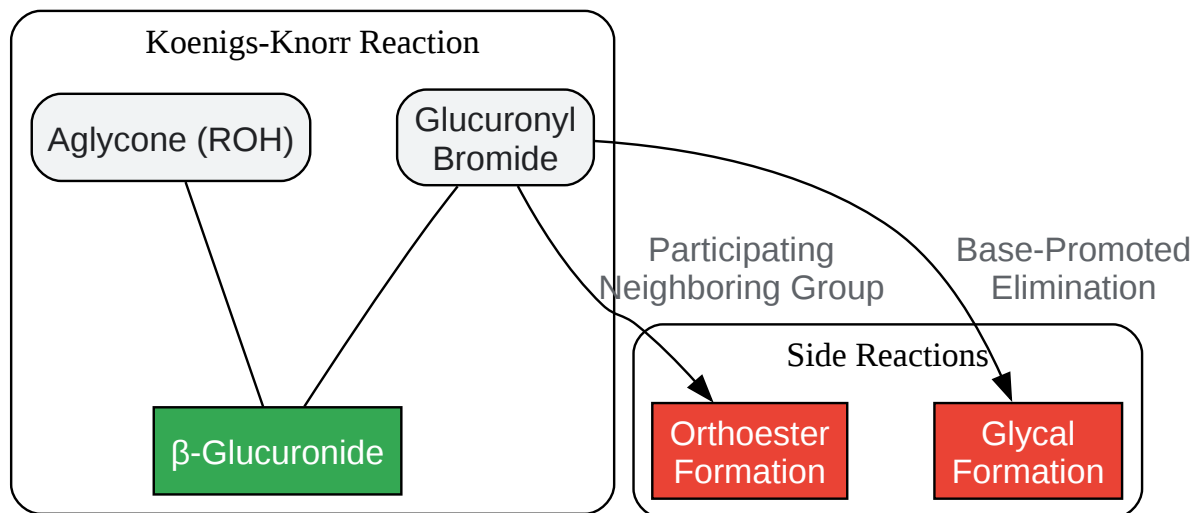 Koenigs-Knorr Reaction
Aglycone (ROH)
Glucuronyl
Bromide
Participating
Neighboring Group
Base-Promoted
Elimination
Side Reactions
β-Glucuronide
Orthoester
Formation
Glycal
Formation